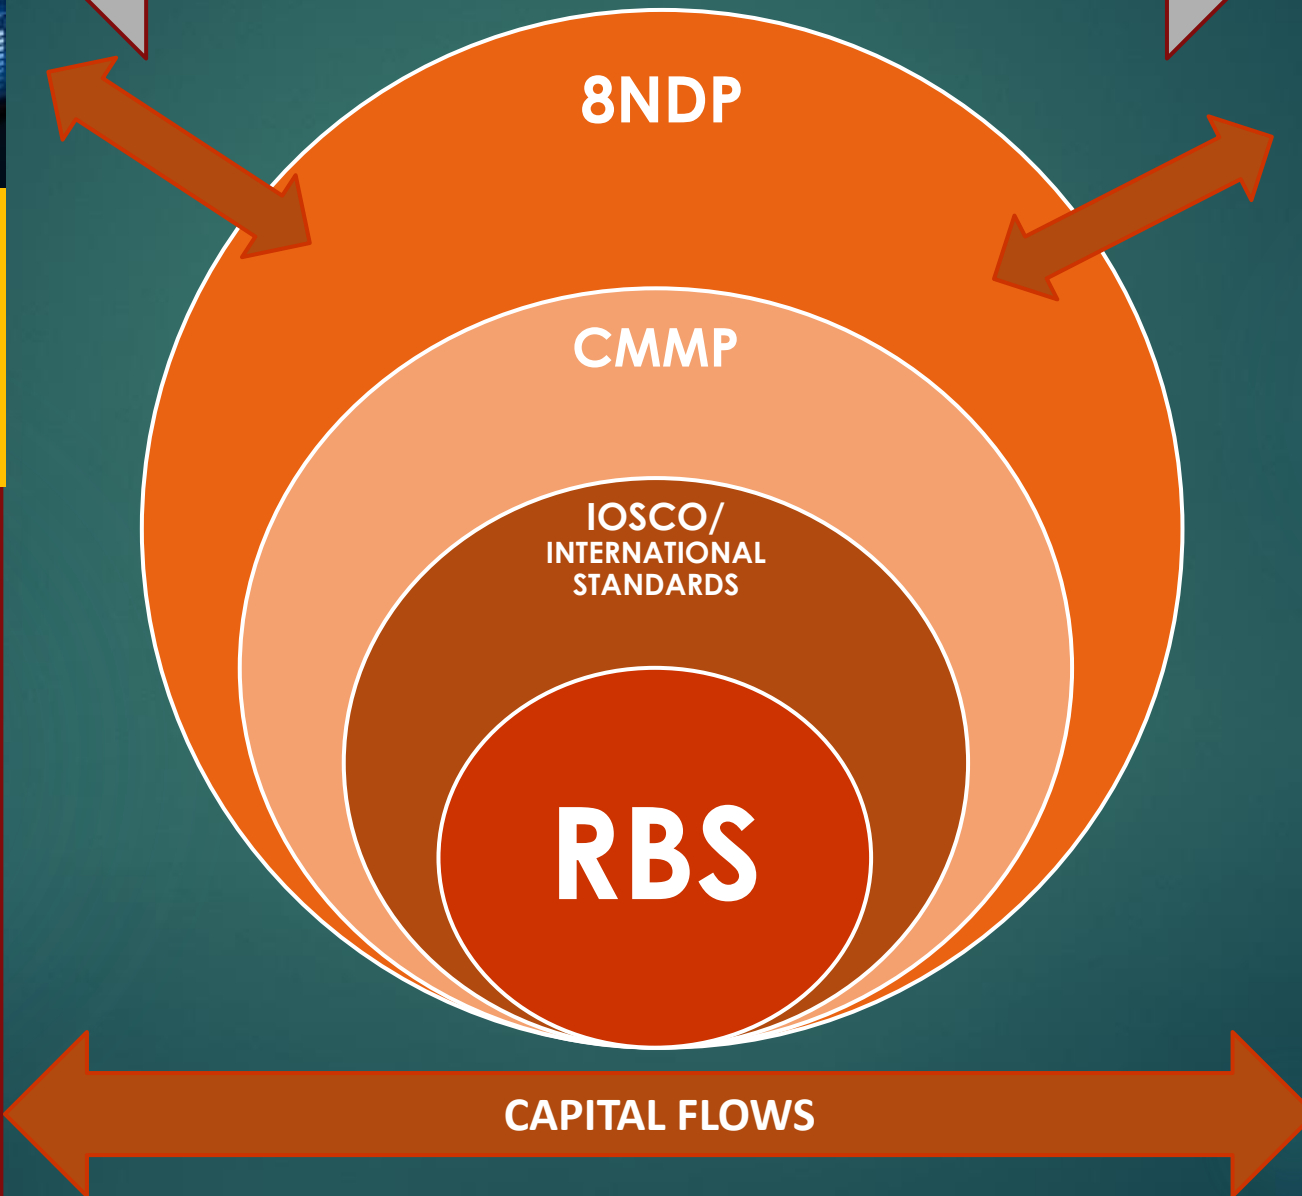 8NDP
CMMP
IOSCO/
INTERNATIONAL
STANDARDS
RBS
CAPITAL FLOWS